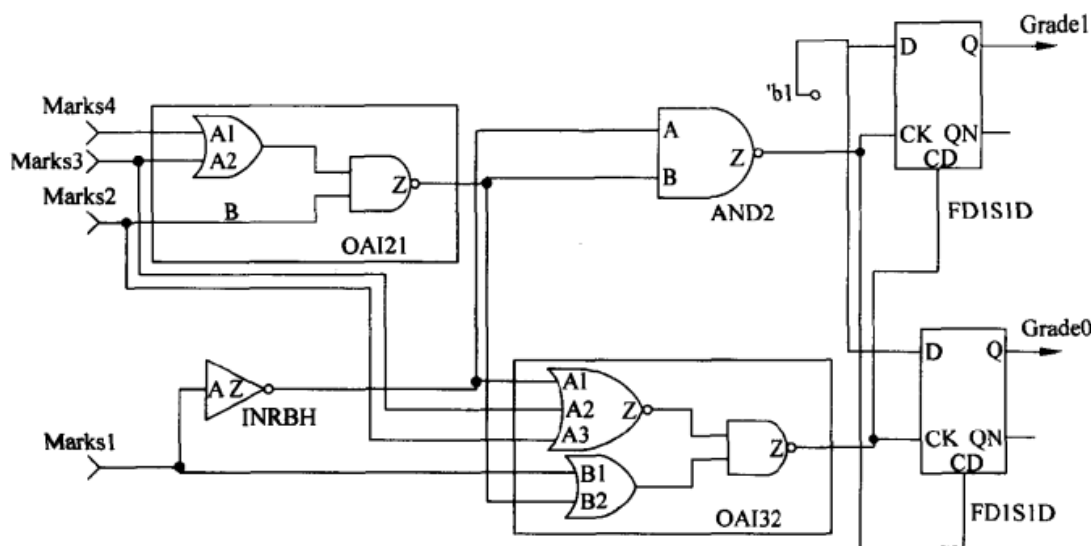 Grade1
D Q
'b1
Marks4
A1
A
CK QN
Marks3
A2
Z
CD
Z
B
Marks2
B
AND2
FD1S1D
OAI21
Grade0
D Q
A1
A Z
A2 Z
INRBH
A3
Z
CK QN
Marks1
B1
CD
B2
OAI32
FD1S1D